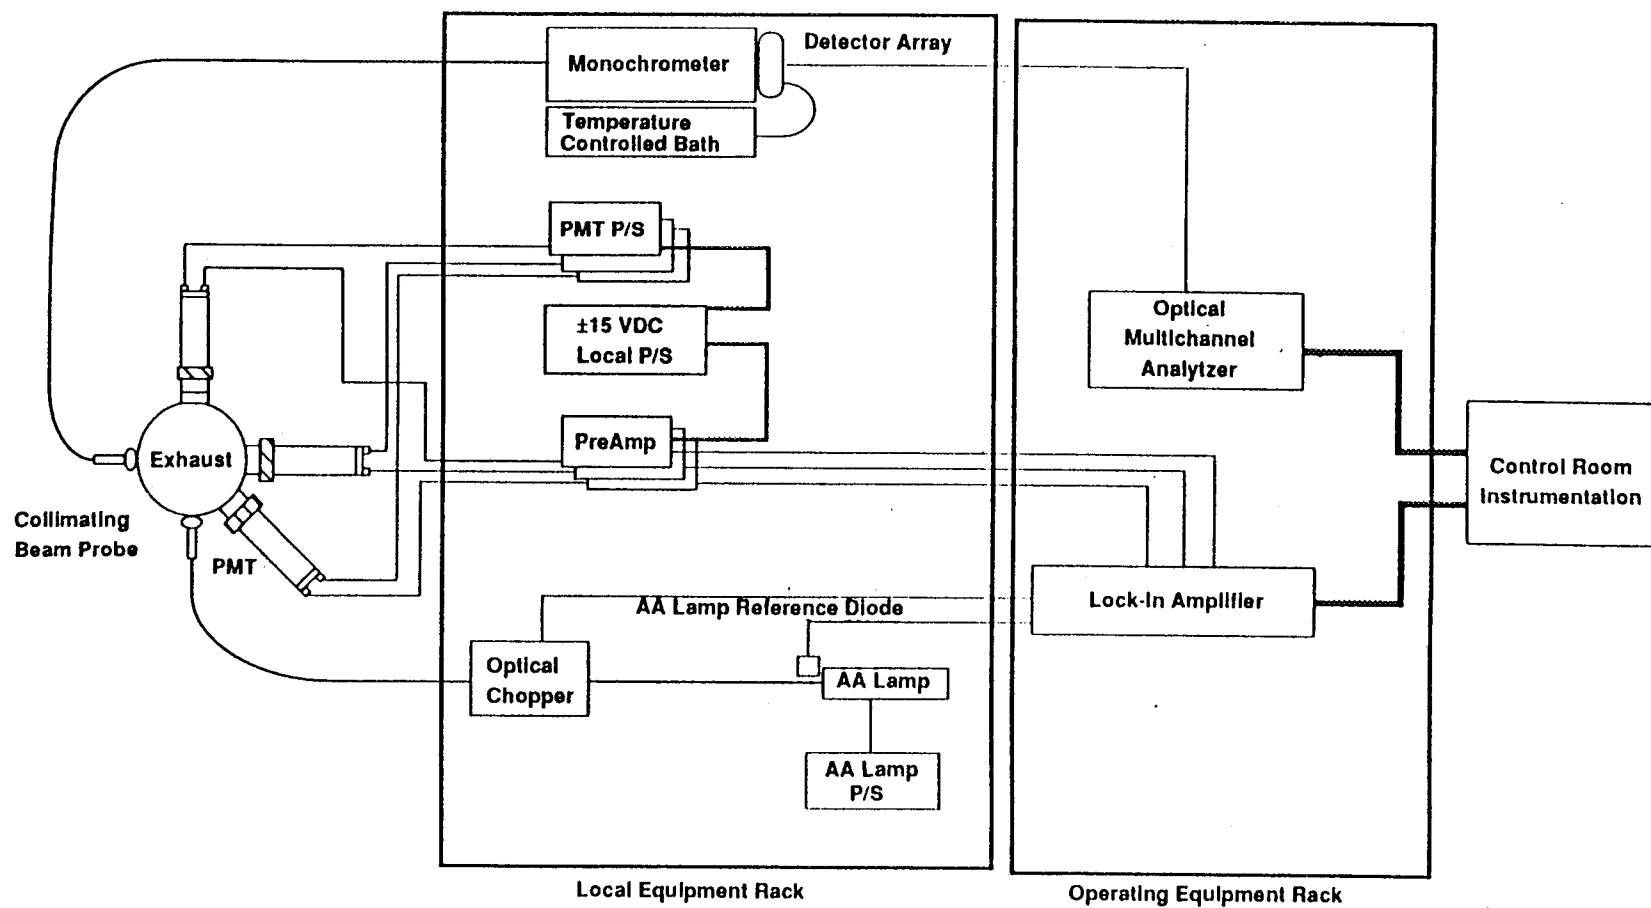 Detector Array
Monochrometer
Temperature
Controlled Bath
PMT P/S
±15 VDC
Local P/S
PreAmp
Exhaust
Collimating
Beam Probe
PMT
AA Lamp Reference Diode
Optical
Chopper
AA Lamp
AA Lamp
P/S
Local Equipment Rack
Optical
Multichannel
Analytzer
Lock-In Amplifier
Control Room
Instrumentation
Operating Equipment Rack